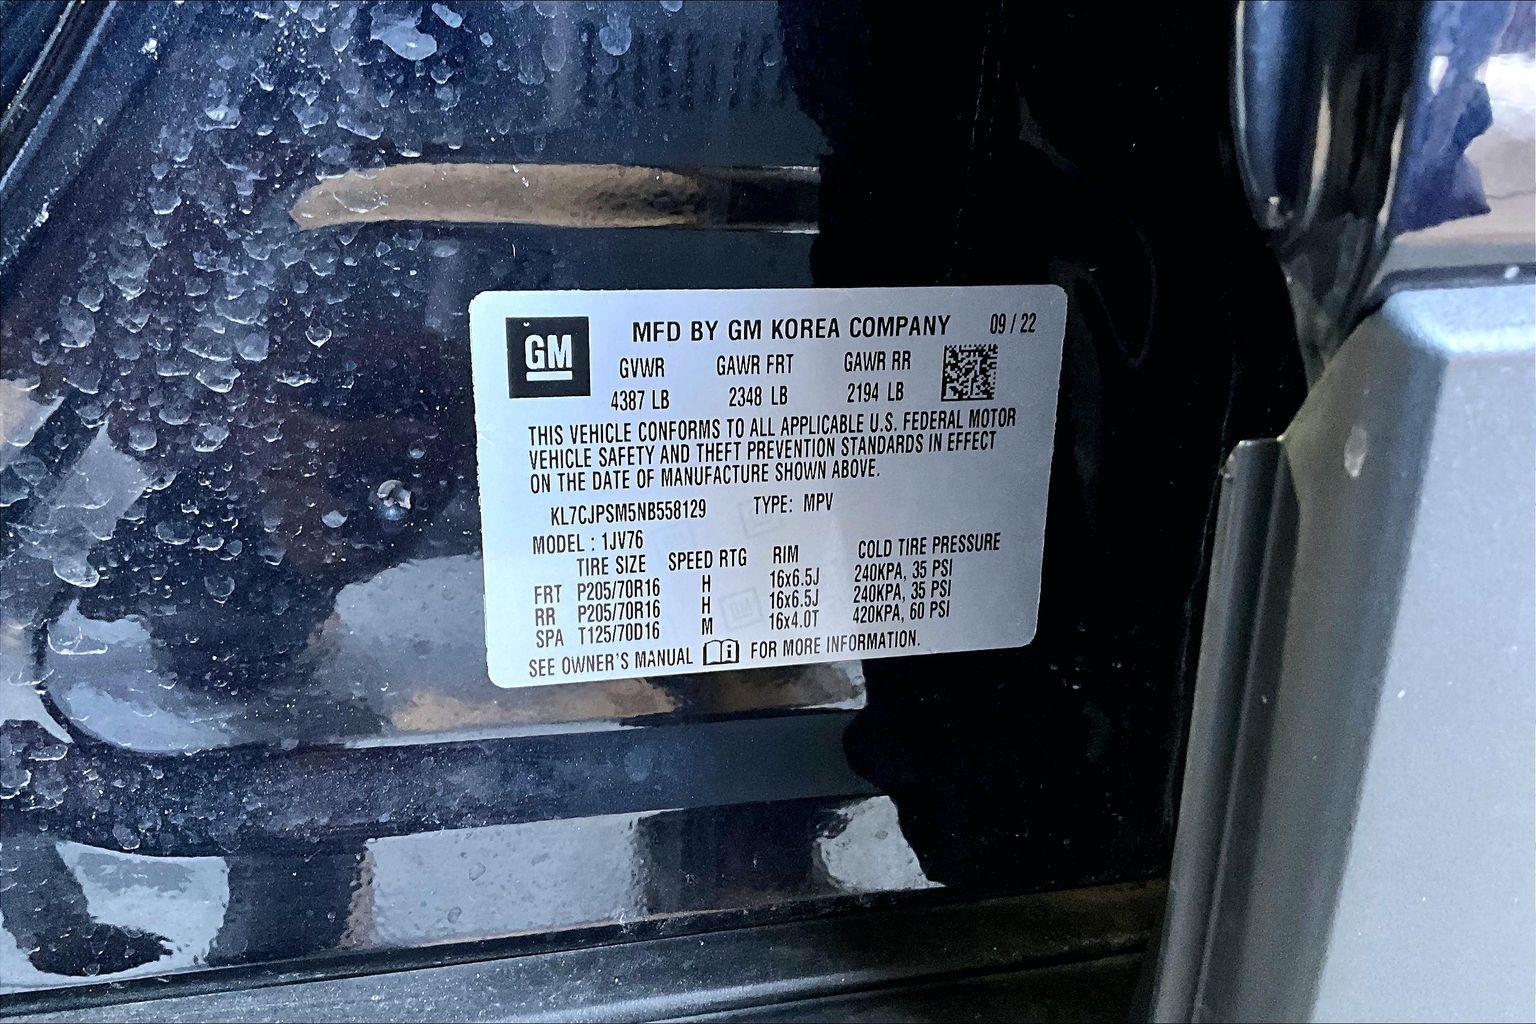 GM
MFD BY GM KOREA COMPANY 09 / 22
GVWR GAWR FRT GAWR RR
4387 LB 2348 LB 2194 LB
THIS VEHICLE CONFORMS TO ALL APPLICABLE U.S. FEDERAL MOTOR
VEHICLE SAFETY AND THEFT PREVENTION STANDARDS IN EFFECT
ON THE DATE OF MANUFACTURE SHOWN ABOVE.
KL7CJPSM5NB558129 TYPE: MPV
MODEL : 1JV76
TIRE SIZE SPEED RTG RIM COLD TIRE PRESSURE
FRT P205/70R16 H 16x6.5J 240KPA, 35 PSI
RR P205/70R16 H 16x6.5J 240KPA, 35 PSI
SPA T125/70D16 M 16x4.0T 420KPA, 60 PSI
SEE OWNER'S MANUAL FOR MORE INFORMATION.